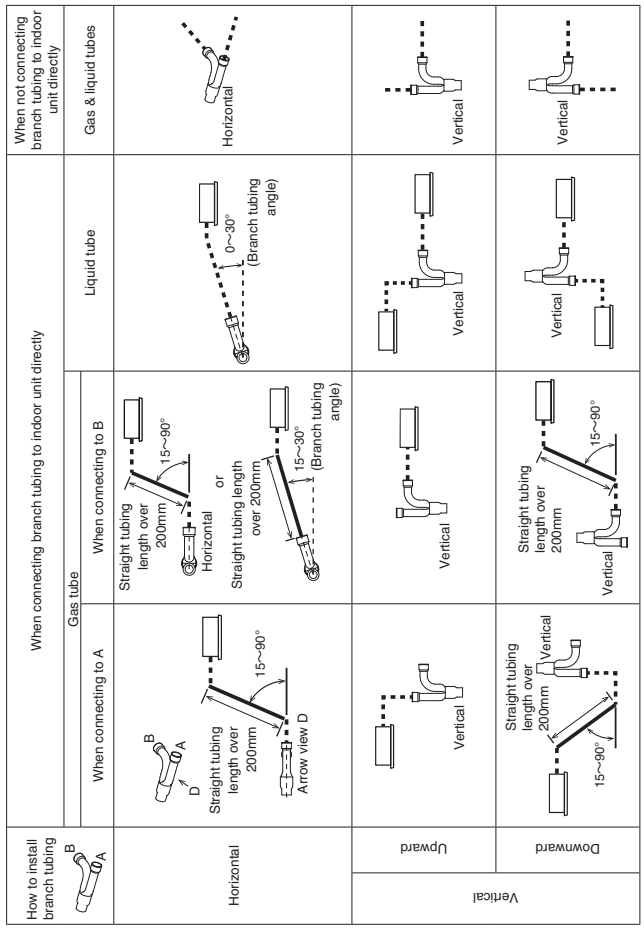 How to install
branch tubing
B
A
When connecting branch tubing to indoor unit directly
When not connecting
branch tubing to indoor
unit directly
Gas tube
Liquid tube
Gas & liquid tubes
When connecting to A
When connecting to B
Horizontal
B
A
D
Straight tubing
length over
200mm
15~90°
Arrow view D
Straight tubing
length over
200mm
15~90°
Horizontal
or
Straight tubing length
over 200mm
15~30°
(Branch tubing
angle)
0~30°
(Branch tubing
angle)
Horizontal
Vertical
Upward
Vertical
Vertical
Vertical
Vertical
Downward
Straight tubing
length over
200mm
Vertical
15~90°
Straight tubing
length over
200mm
15~90°
Vertical
Vertical
Vertical